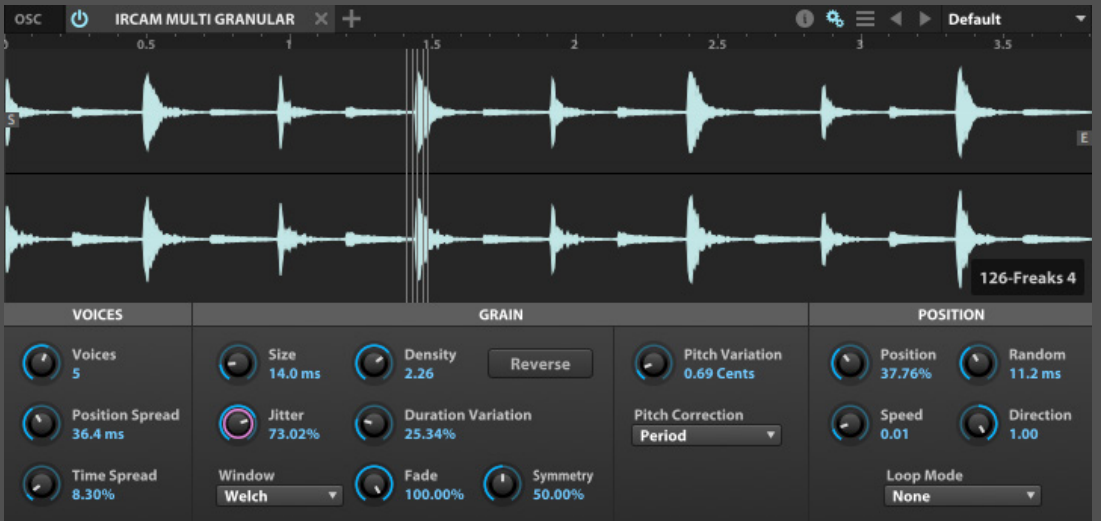 OSC IRCAM MULTI GRANULAR Default
0.5 1 1.5 2 2.5 3 3.5
S
E
126-Freaks 4
VOICES GRAIN POSITION
Voices
5
Size
14.0 ms
Density
2.26
Reverse
Pitch Variation
0.69 Cents
Position
37.76%
Random
11.2 ms
Position Spread
36.4 ms
Jitter
73.02%
Duration Variation
25.34%
Pitch Correction
Period
Speed
0.01
Direction
1.00
Time Spread
8.30%
Window
Welch
Fade
100.00%
Symmetry
50.00%
Loop Mode
None